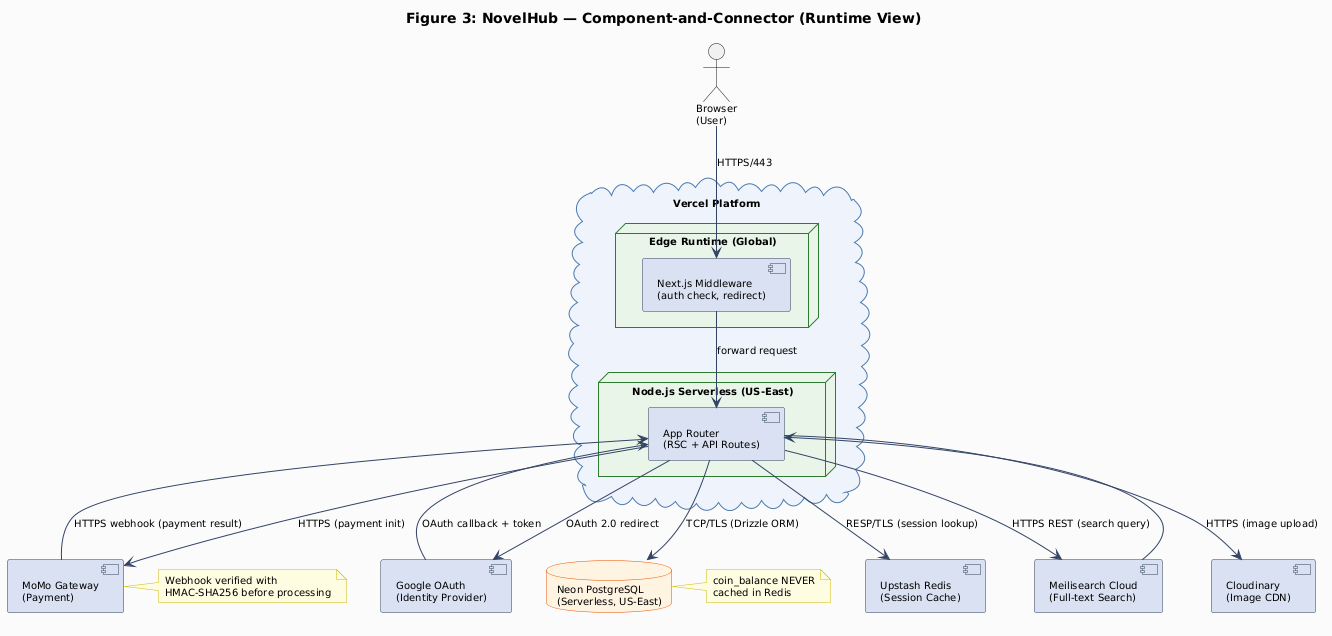 Figure 3: NovelHub — Component-and-Connector (Runtime View)
Browser
(User)
HTTPS/443
Vercel Platform
Edge Runtime (Global)
Next.js Middleware
(auth check, redirect)
forward request
Node.js Serverless (US-East)
App Router
(RSC + API Routes)
HTTPS webhook (payment result)
HTTPS (payment init)
OAuth callback + token
OAuth 2.0 redirect
TCP/TLS (Drizzle ORM)
RESP/TLS (session lookup)
HTTPS REST (search query)
HTTPS (image upload)
MoMo Gateway
(Payment)
Webhook verified with
HMAC-SHA256 before processing
Google OAuth
(Identity Provider)
Neon PostgreSQL
(Serverless, US-East)
coin_balance NEVER
cached in Redis
Upstash Redis
(Session Cache)
Meilisearch Cloud
(Full-text Search)
Cloudinary
(Image CDN)